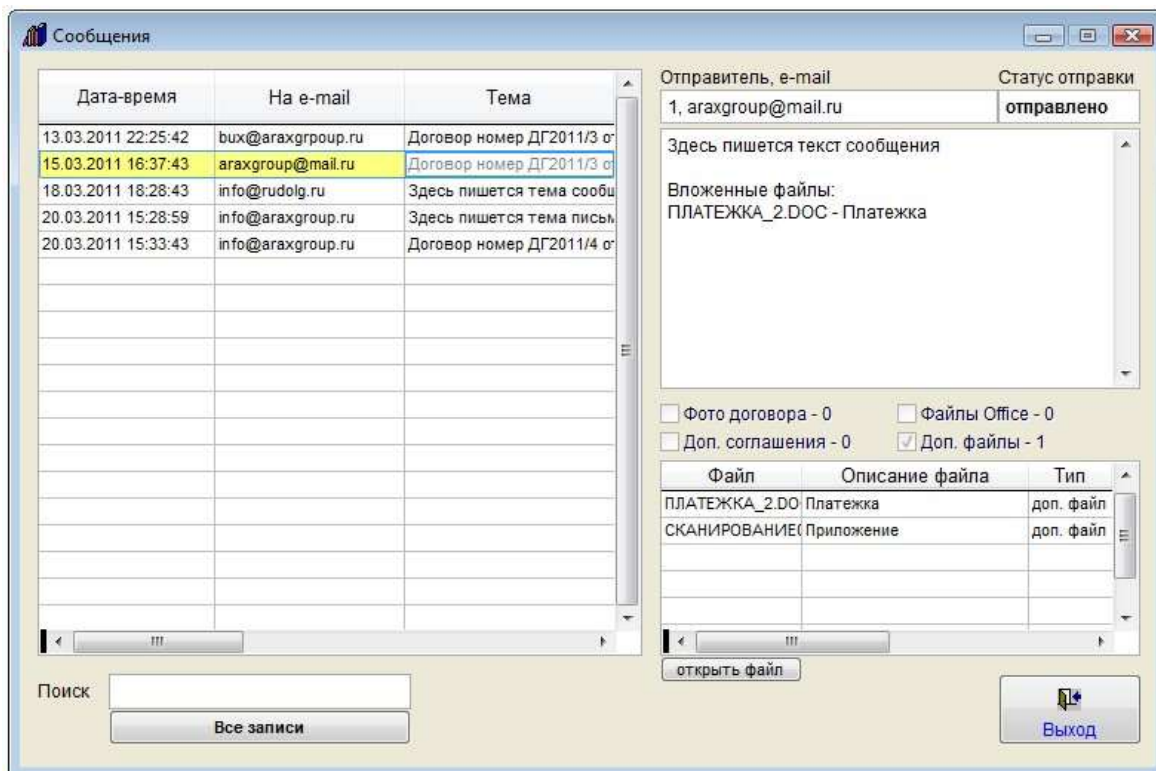 Сообщения
Дата-время На e-mail Тема
13.03.2011 22:25:42 bux@araxgrpoup.ru Договор номер ДГ2011/3 от
15.03.2011 16:37:43 araxgroup@mail.ru Договор номер ДГ2011/3 от
18.03.2011 18:28:43 info@rudolg.ru Здесь пишется тема сообщ
20.03.2011 15:28:59 info@araxgroup.ru Здесь пишется тема письм
20.03.2011 15:33:43 info@araxgroup.ru Договор номер ДГ2011/4 от
Поиск
Все записи
Отправитель, e-mail Статус отправки
1, araxgroup@mail.ru отправлено
Здесь пишется текст сообщения
Вложенные файлы:
ПЛАТЕЖКА_2.DOC - Платежка
Фото договора - 0 Файлы Office - 0
Доп. соглашения - 0 Доп. файлы - 1
Файл Описание файла Тип
ПЛАТЕЖКА_2.DO Платежка доп. файл
СКАНИРОВАНИЕ Приложение доп. файл
открыть файл
Выход